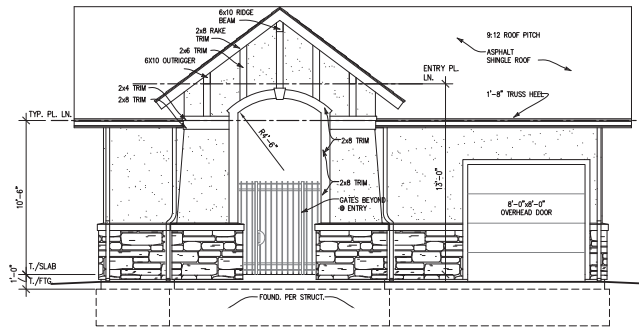 6x10 RIDGE
BEAM
2x8 RAKE
TRIM
2x6 TRIM
6X10 OUTRIGGER
2x4 TRIM
2x8 TRIM
TYP. PL. LN.
9:12 ROOF PITCH
ASPHALT
SHINGLE ROOF
ENTRY PL.
LN.
1'-8" TRUSS HEEL
R4'-6"
2x8 TRIM
2x8 TRIM
GATES BEYOND
@ ENTRY
13'-0"
10'-6"
8'-0"x8'-0"
OVERHEAD DOOR
T./SLAB
T./FTG.
1'-0"
FOUND. PER STRUCT.